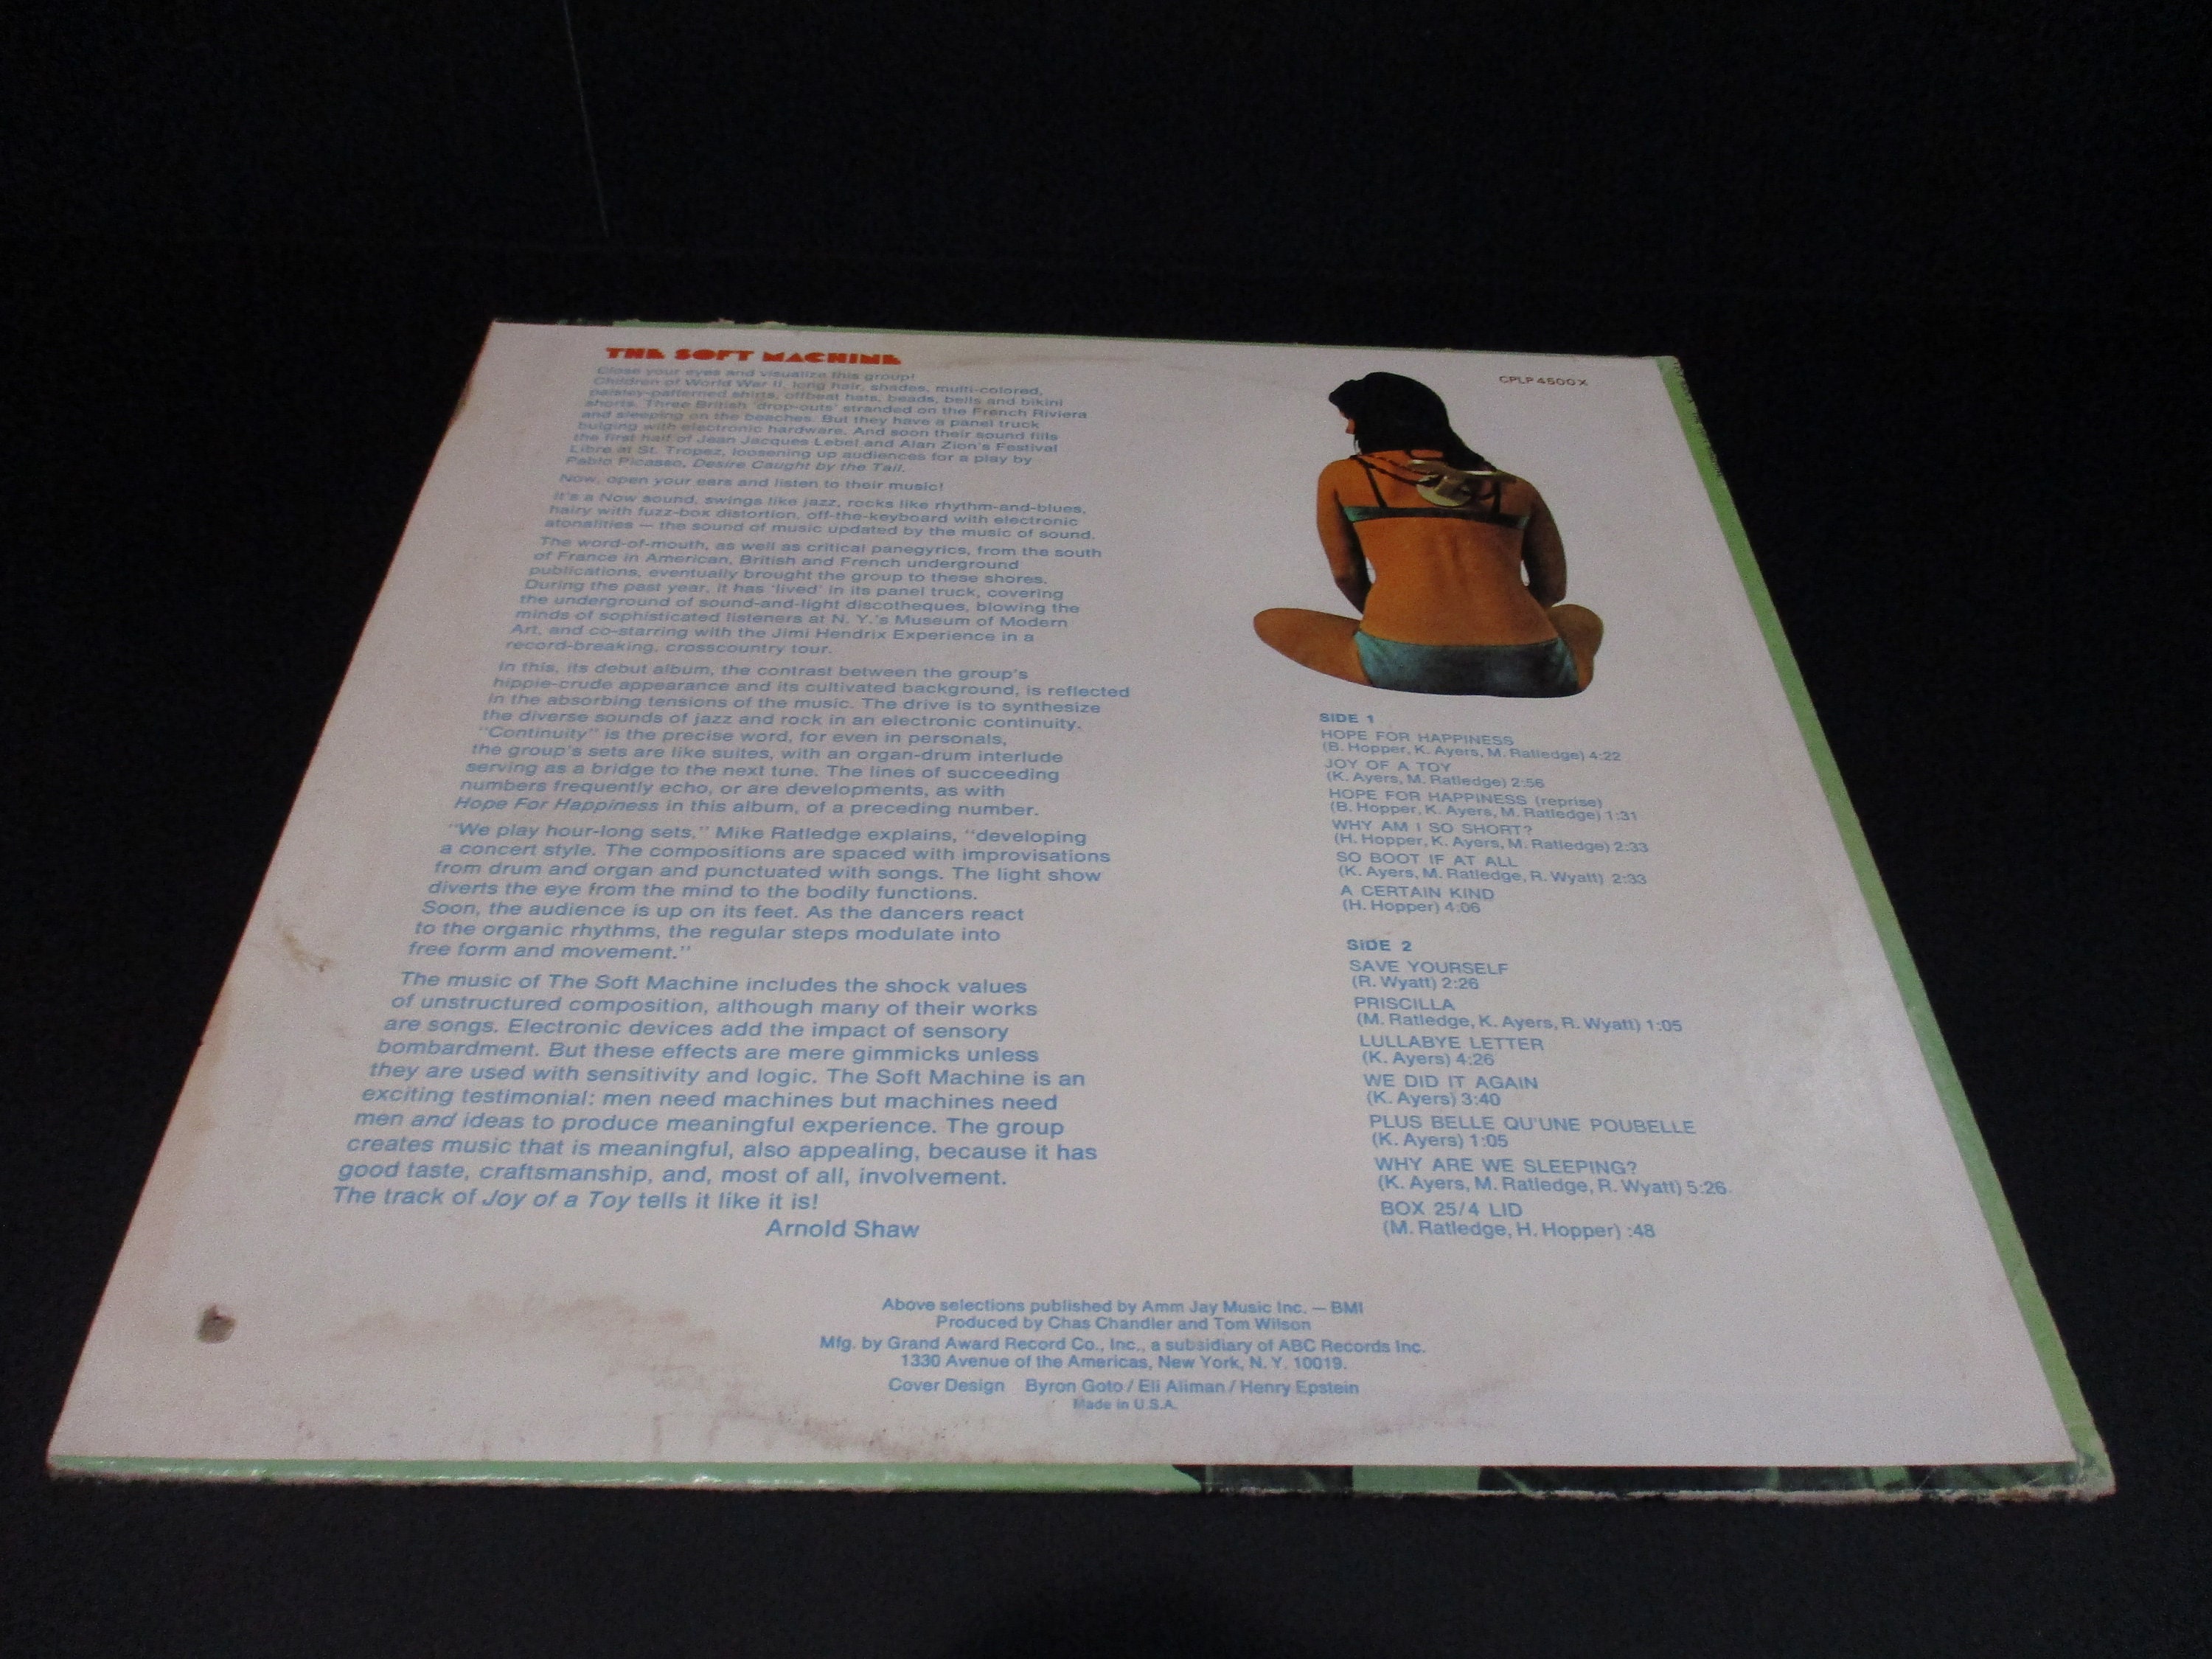 THE SOFT MACHINE
Close your eyes and visualize this group!
Children of World War II, long hair, shades, multi-colored,
paisley-patterned shirts, offbeat hats, beads, bells and bikini
shorts. Three British 'drop-outs' stranded on the French Riviera
and sleeping on the beaches. But they have a panel truck
bulging with electronic hardware. And soon their sound fills
the first half of Jean Jacques Lebel and Alan Zion's Festival
Libre at St. Tropez, loosening up audiences for a play by
Pablo Picasso, Desire Caught by the Tail.
Now, open your ears and listen to their music!
It's a Now sound, swings like jazz, rocks like rhythm-and-blues,
hairy with fuzz-box distortion, off-the-keyboard with electronic
atonalities — the sound of music updated by the music of sound.
The word-of-mouth, as well as critical panegyrics, from the south
of France in American, British and French underground
publications, eventually brought the group to these shores.
During the past year, it has 'lived' in its panel truck, covering
the underground of sound-and-light discotheques, blowing the
minds of sophisticated listeners at N. Y.'s Museum of Modern
Art, and co-starring with the Jimi Hendrix Experience in a
record-breaking, crosscountry tour.
In this, its debut album, the contrast between the group's
hippie-crude appearance and its cultivated background, is reflected
in the absorbing tensions of the music. The drive is to synthesize
the diverse sounds of jazz and rock in an electronic continuity.
"Continuity" is the precise word, for even in personals,
the group's sets are like suites, with an organ-drum interlude
serving as a bridge to the next tune. The lines of succeeding
numbers frequently echo, or are developments, as with
Hope For Happiness in this album, of a preceding number.
"We play hour-long sets," Mike Ratledge explains, "developing
a concert style. The compositions are spaced with improvisations
from drum and organ and punctuated with songs. The light show
diverts the eye from the mind to the bodily functions.
Soon, the audience is up on its feet. As the dancers react
to the organic rhythms, the regular steps modulate into
free form and movement."
The music of The Soft Machine includes the shock values
of unstructured composition, although many of their works
are songs. Electronic devices add the impact of sensory
bombardment. But these effects are mere gimmicks unless
they are used with sensitivity and logic. The Soft Machine is an
exciting testimonial: men need machines but machines need
men and ideas to produce meaningful experience. The group
creates music that is meaningful, also appealing, because it has
good taste, craftsmanship, and, most of all, involvement.
The track of Joy of a Toy tells it like it is!
Arnold Shaw
CPLP 4500X
SIDE 1
HOPE FOR HAPPINESS
(B. Hopper, K. Ayers, M. Ratledge) 4:22
JOY OF A TOY
(K. Ayers, M. Ratledge) 2:56
HOPE FOR HAPPINESS (reprise)
(B. Hopper, K. Ayers, M. Ratledge) 1:31
WHY AM I SO SHORT?
(H. Hopper, K. Ayers, M. Ratledge) 2:33
SO BOOT IF AT ALL
(K. Ayers, M. Ratledge, R. Wyatt) 2:33
A CERTAIN KIND
(H. Hopper) 4:06
SIDE 2
SAVE YOURSELF
(R. Wyatt) 2:26
PRISCILLA
(M. Ratledge, K. Ayers, R. Wyatt) 1:05
LULLABYE LETTER
(K. Ayers) 4:26
WE DID IT AGAIN
(K. Ayers) 3:40
PLUS BELLE QU'UNE POUBELLE
(K. Ayers) 1:05
WHY ARE WE SLEEPING?
(K. Ayers, M. Ratledge, R. Wyatt) 5:26
BOX 25/4 LID
(M. Ratledge, H. Hopper) :48
Above selections published by Amm Jay Music Inc. — BMI
Produced by Chas Chandler and Tom Wilson
Mfg. by Grand Award Record Co., Inc., a subsidiary of ABC Records Inc.
1330 Avenue of the Americas, New York, N. Y. 10019.
Cover Design Byron Goto / Eli Aliman / Henry Epstein
Made in U.S.A.